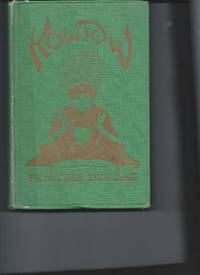 KOWTOW
PRINCESS DER LING